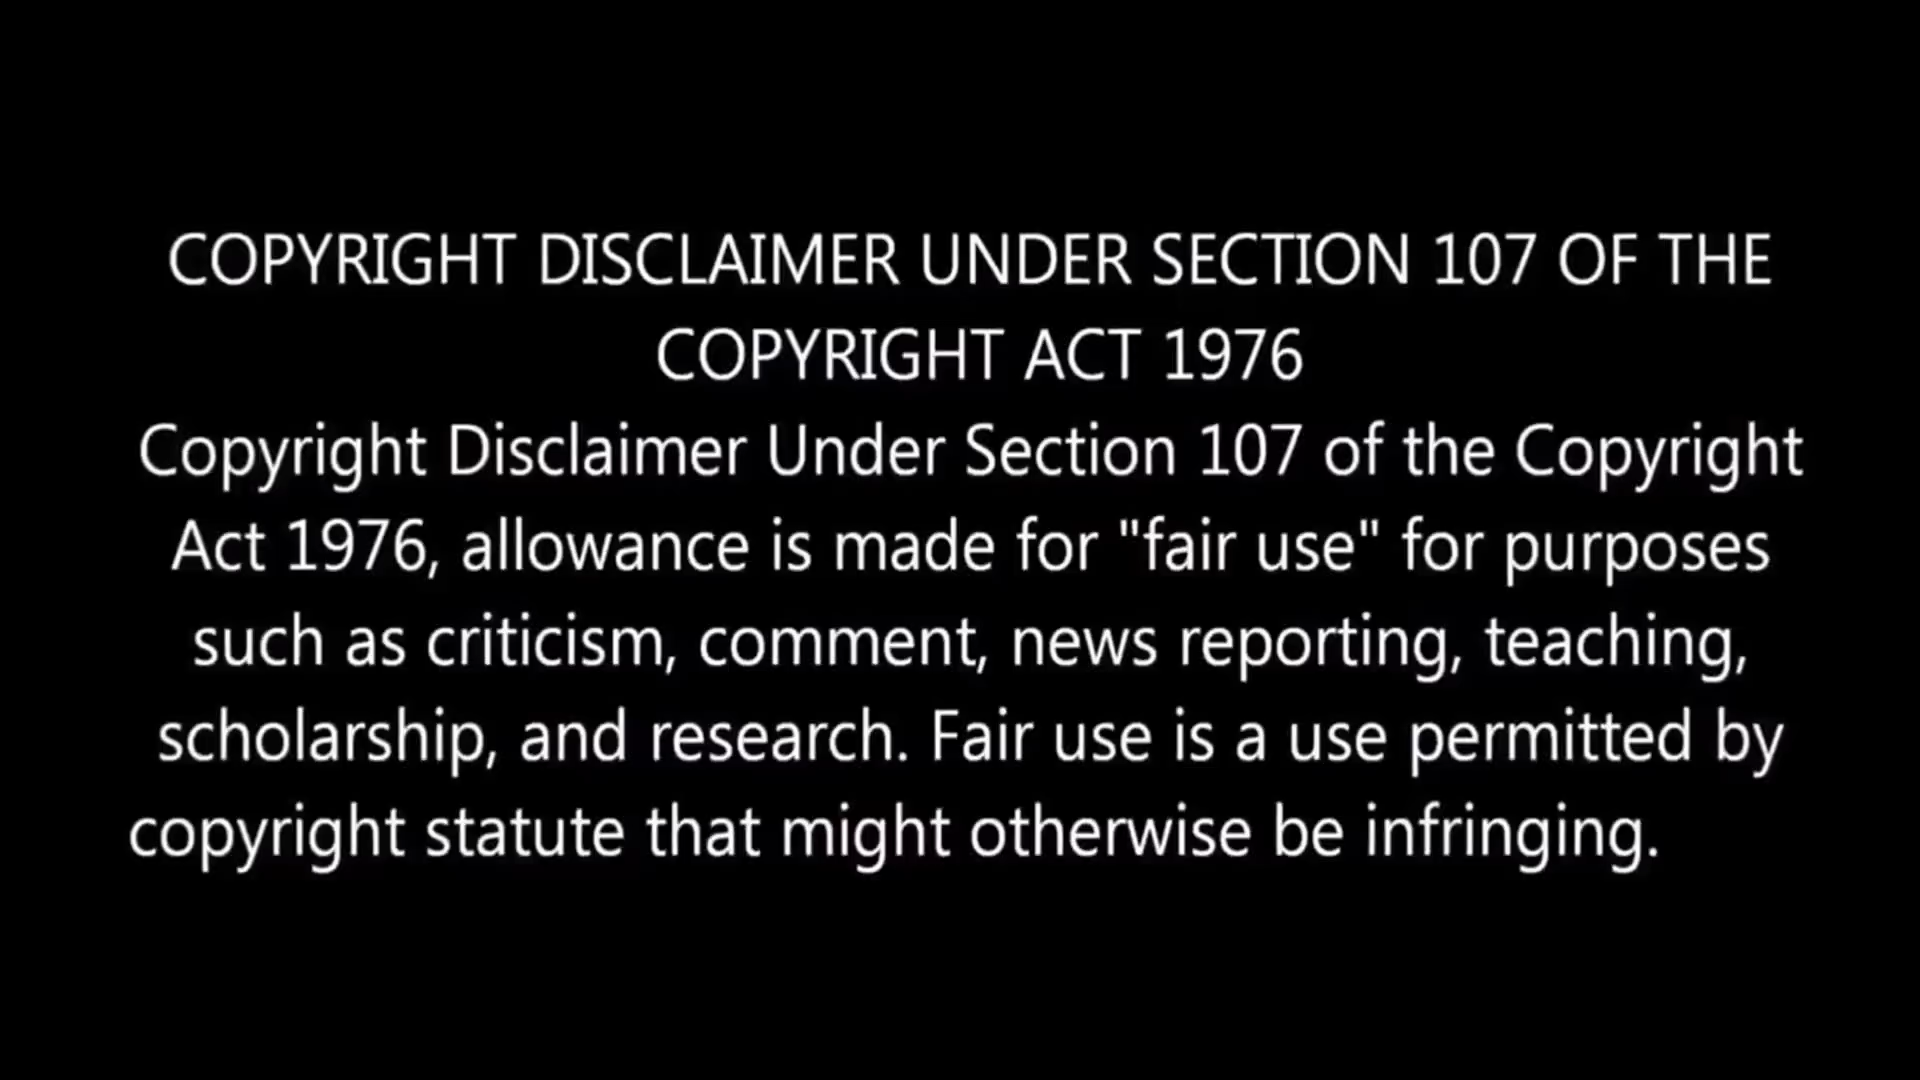 COPYRIGHT DISCLAIMER UNDER SECTION 107 OF THE
COPYRIGHT ACT 1976
Copyright Disclaimer Under Section 107 of the Copyright
Act 1976, allowance is made for "fair use" for purposes
such as criticism, comment, news reporting, teaching,
scholarship, and research. Fair use is a use permitted by
copyright statute that might otherwise be infringing.